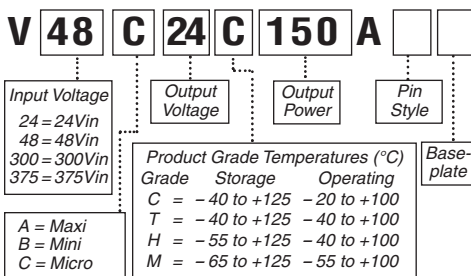 V 48 C 24 C 150 A
Input Voltage
24 = 24Vin
48 = 48Vin
300 = 300Vin
375 = 375Vin
Output
Voltage
Output
Power
Pin
Style
Base-
plate
A = Maxi
B = Mini
C = Micro
Product Grade Temperatures (°C)
Grade Storage Operating
C = – 40 to +125 – 20 to +100
T = – 40 to +125 – 40 to +100
H = – 55 to +125 – 40 to +100
M = – 65 to +125 – 55 to +100